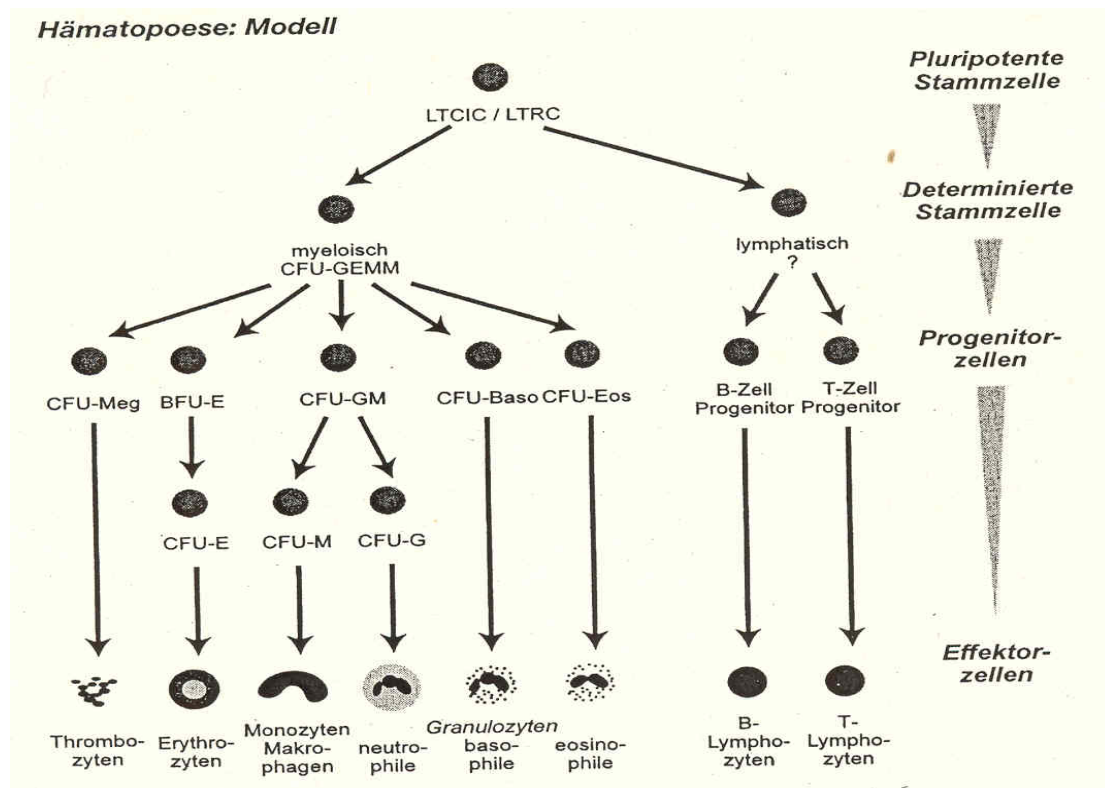 Hämatopoese: Modell
Pluripotente
Stammzelle
LTCIC / LTRC
Determinierte
Stammzelle
myeloisch
CFU-GEMM
lymphatisch
?
Progenitor-
zellen
CFU-Meg
BFU-E
CFU-GM
CFU-Baso
CFU-Eos
B-Zell
Progenitor
T-Zell
Progenitor
CFU-E
CFU-M
CFU-G
Effektor-
zellen
Thrombo-
zyten
Erythro-
zyten
Monozyten
Makro-
phagen
Granulozyten
neutro-
phile
baso-
phile
eosino-
phile
B-
Lympho-
zyten
T-
Lympho-
zyten